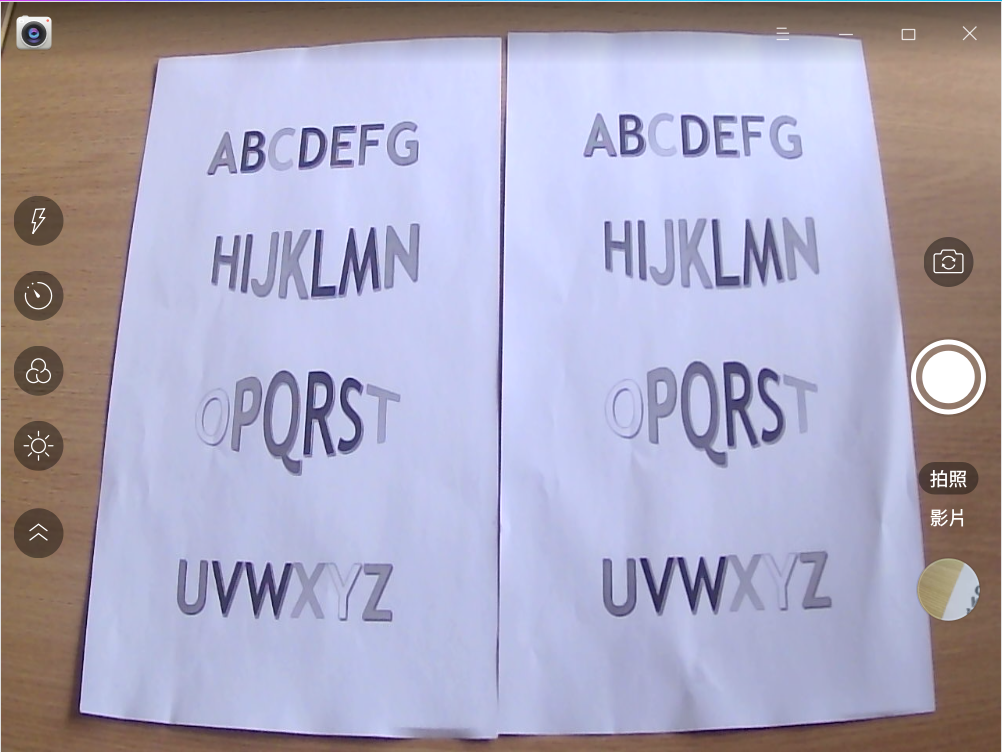 ABCDEFG
HIJKLMN
OPQRST
UVWXYZ
ABCDEFG
HIJKLMN
OPQRST
UVWXYZ
拍照
影片